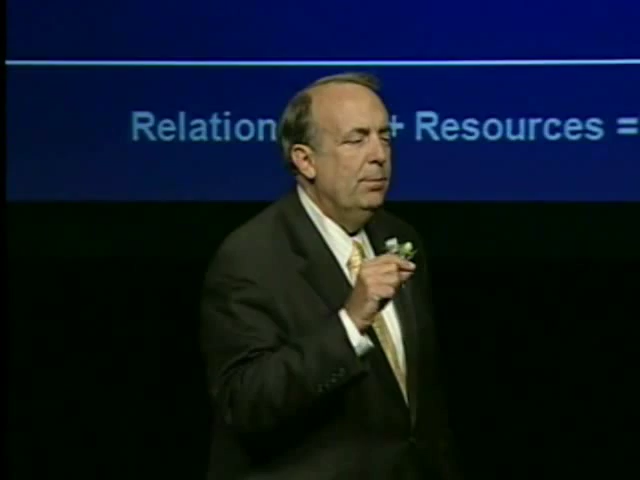 Relation + Resources =